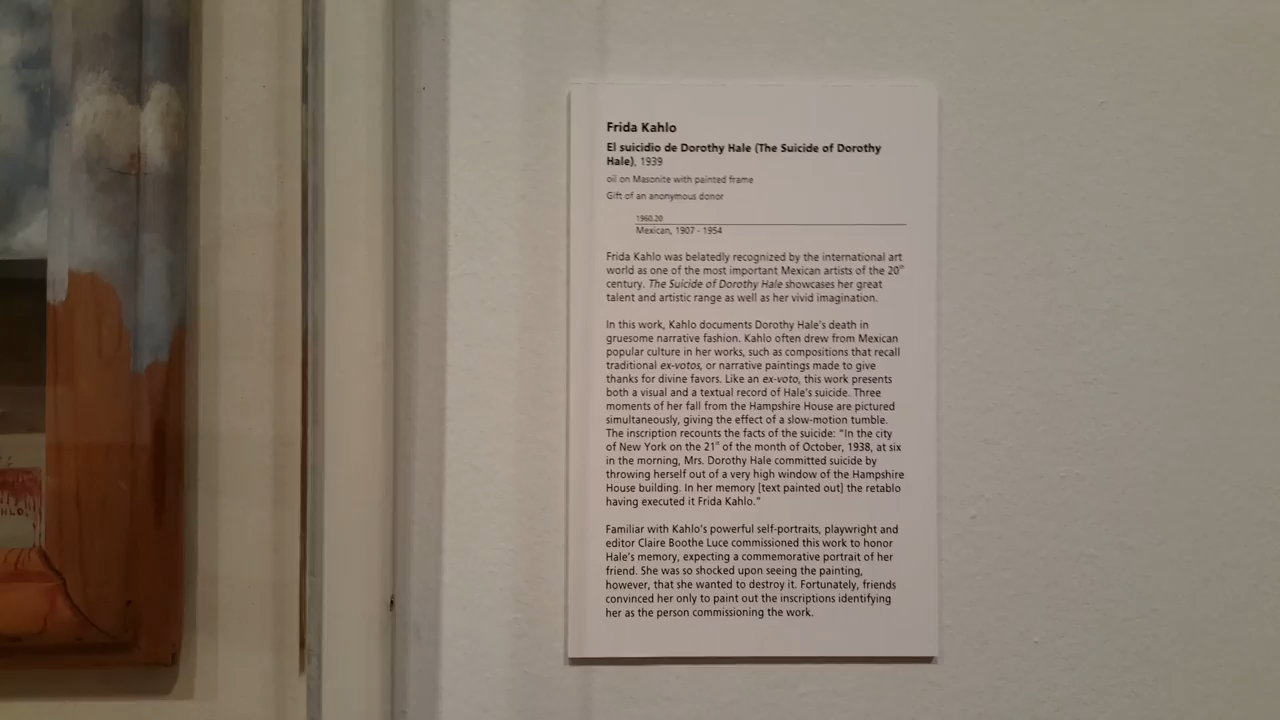 Frida Kahlo
El suicidio de Dorothy Hale (The Suicide of Dorothy
Hale), 1939
oil on Masonite with painted frame
Gift of an anonymous donor
1960.20
Mexican, 1907 - 1954
Frida Kahlo was belatedly recognized by the international art
world as one of the most important Mexican artists of the 20th
century. The Suicide of Dorothy Hale showcases her great
talent and artistic range as well as her vivid imagination.
In this work, Kahlo documents Dorothy Hale's death in
gruesome narrative fashion. Kahlo often drew from Mexican
popular culture in her works, such as compositions that recall
traditional ex-votos, or narrative paintings made to give
thanks for divine favors. Like an ex-voto, this work presents
both a visual and a textual record of Hale's suicide. Three
moments of her fall from the Hampshire House are pictured
simultaneously, giving the effect of a slow-motion tumble.
The inscription recounts the facts of the suicide: "In the city
of New York on the 21st of the month of October, 1938, at six
in the morning, Mrs. Dorothy Hale committed suicide by
throwing herself out of a very high window of the Hampshire
House building. In her memory [text painted out] the retablo
having executed it Frida Kahlo."
Familiar with Kahlo's powerful self-portraits, playwright and
editor Claire Boothe Luce commissioned this work to honor
Hale's memory, expecting a commemorative portrait of her
friend. She was so shocked upon seeing the painting,
however, that she wanted to destroy it. Fortunately, friends
convinced her only to paint out the inscriptions identifying
her as the person commissioning the work.
HLO.